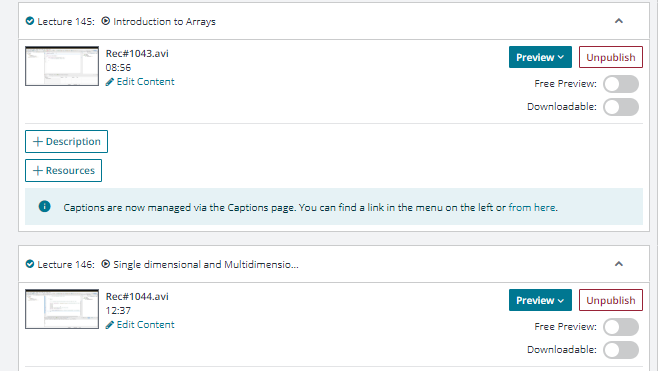 Lecture 145: Introduction to Arrays
Rec#1043.avi
08:56
Edit Content
Preview
Unpublish
Free Preview:
Downloadable:
+ Description
+ Resources
Captions are now managed via the Captions page. You can find a link in the menu on the left or from here.
Lecture 146: Single dimensional and Multidimensio...
Rec#1044.avi
12:37
Edit Content
Preview
Unpublish
Free Preview:
Downloadable: